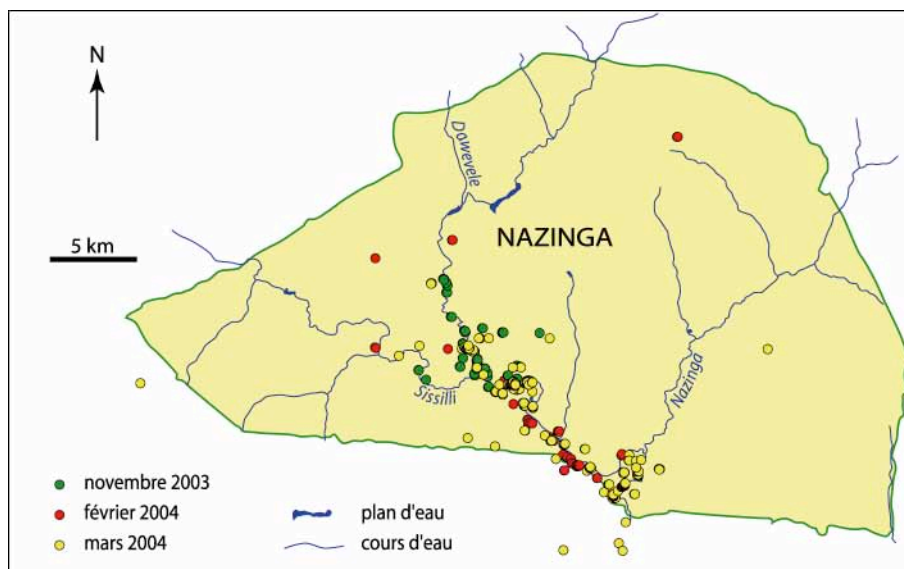 N
Dawevele
5 km
NAZINGA
Nazinga
Sissilli
novembre 2003
février 2004
mars 2004
plan d'eau
cours d'eau